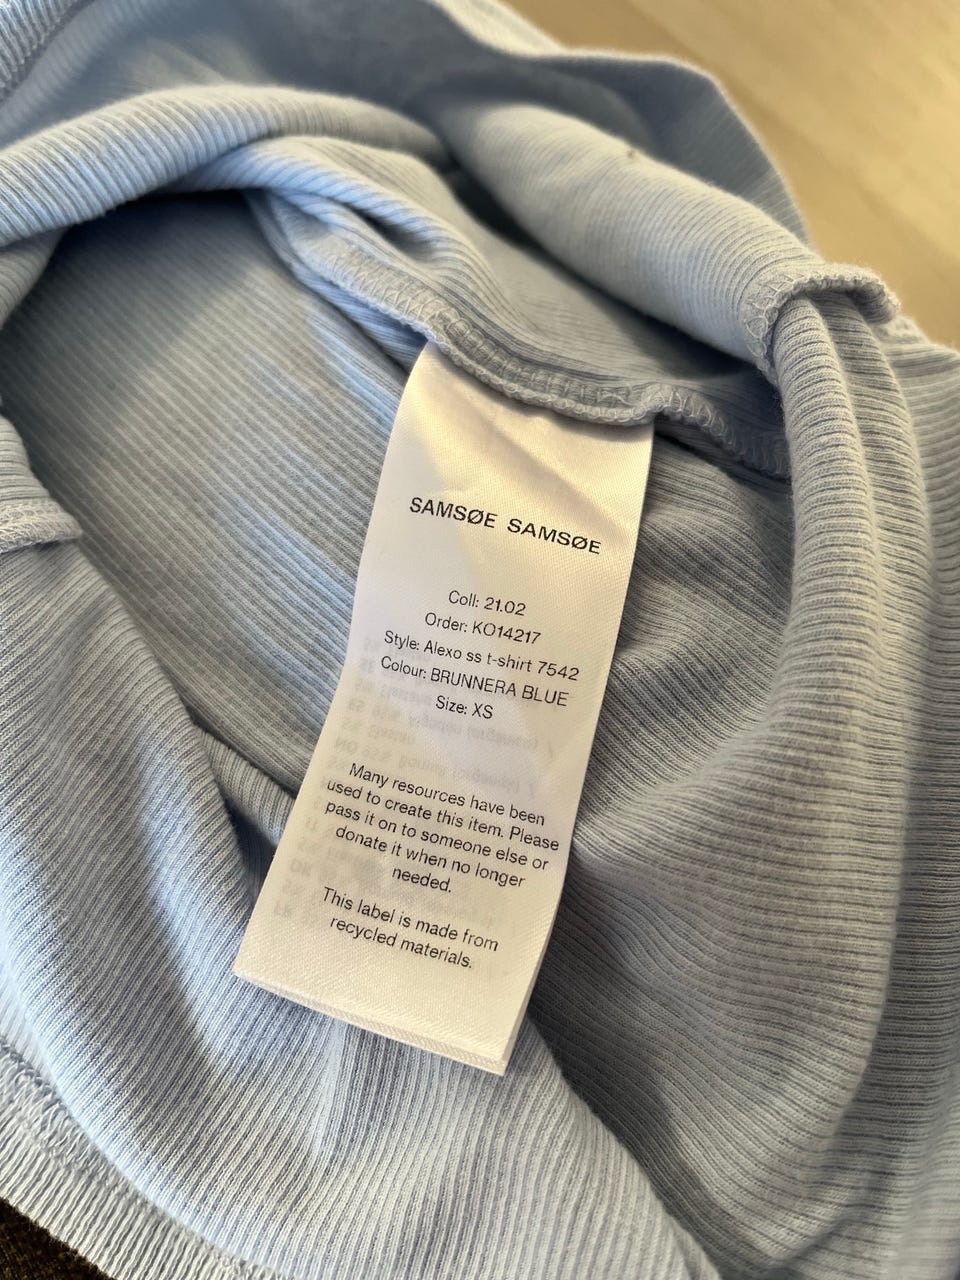 SAMSØE SAMSØE
Coll: 21.02
Order: KO14217
Style: Alexo ss t-shirt 7542
Colour: BRUNNERA BLUE
Size: XS
Many resources have been
used to create this item. Please
pass it on to someone else or
donate it when no longer
needed.
This label is made from
recycled materials.